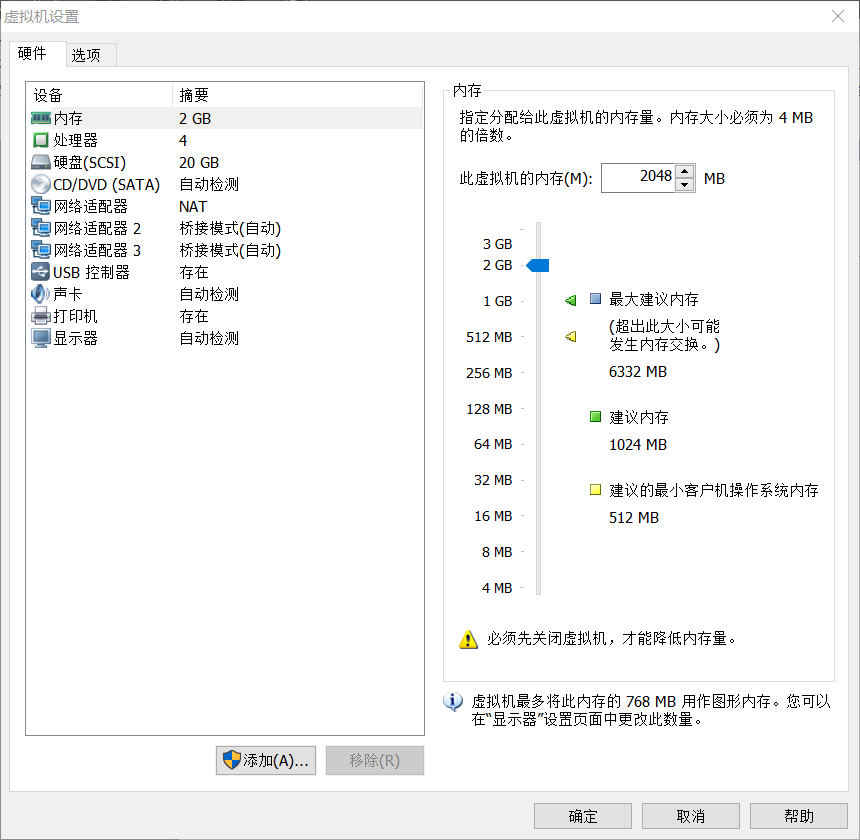 虚拟机设置
硬件 选项
设备 摘要
内存 2 GB
处理器 4
硬盘(SCSI) 20 GB
CD/DVD (SATA) 自动检测
网络适配器 NAT
网络适配器 2 桥接模式(自动)
网络适配器 3 桥接模式(自动)
USB 控制器 存在
声卡 自动检测
打印机 存在
显示器 自动检测
添加(A)... 移除(R)
内存
指定分配给此虚拟机的内存量。内存大小必须为 4 MB
的倍数。
此虚拟机的内存(M): 2048 MB
3 GB
2 GB
1 GB
512 MB
256 MB
128 MB
64 MB
32 MB
16 MB
8 MB
4 MB
最大建议内存
(超出此大小可能
发生内存交换。)
6332 MB
建议内存
1024 MB
建议的最小客户机操作系统内存
512 MB
必须先关闭虚拟机，才能降低内存量。
虚拟机最多将此内存的 768 MB 用作图形内存。您可以
在“显示器”设置页面中更改此数量。
确定 取消 帮助